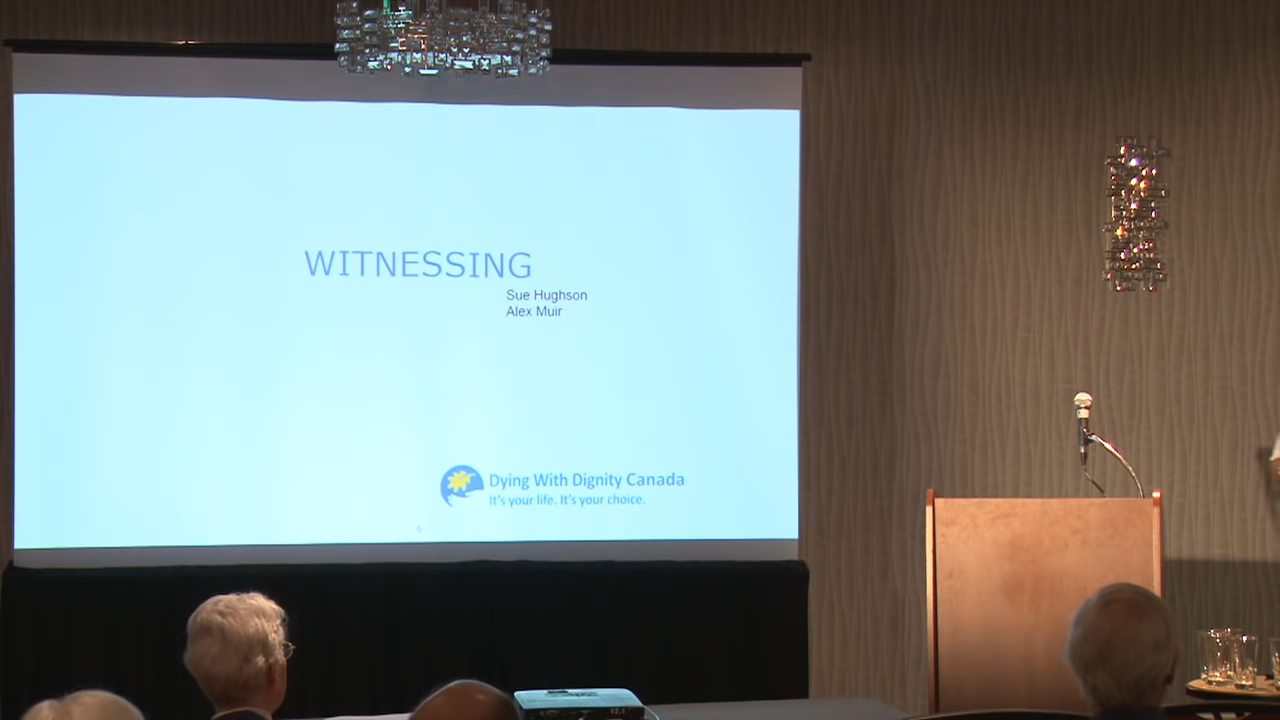 WITNESSING
Sue Hughson
Alex Muir
Dying With Dignity Canada
It's your life. It's your choice.